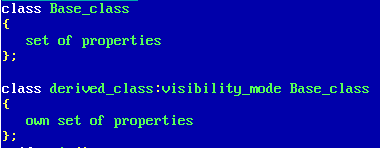 class Base_class
{
set of properties
};
class derived_class:visibility_mode Base_class
{
own set of properties
};